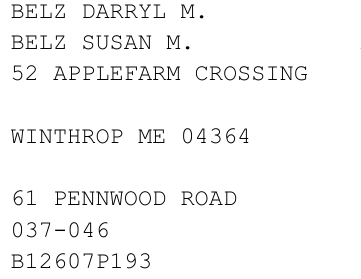 BELZ DARRYL M.
BELZ SUSAN M.
52 APPLEFARM CROSSING
WINTHROP ME 04364
61 PENNWOOD ROAD
037-046
B12607P193